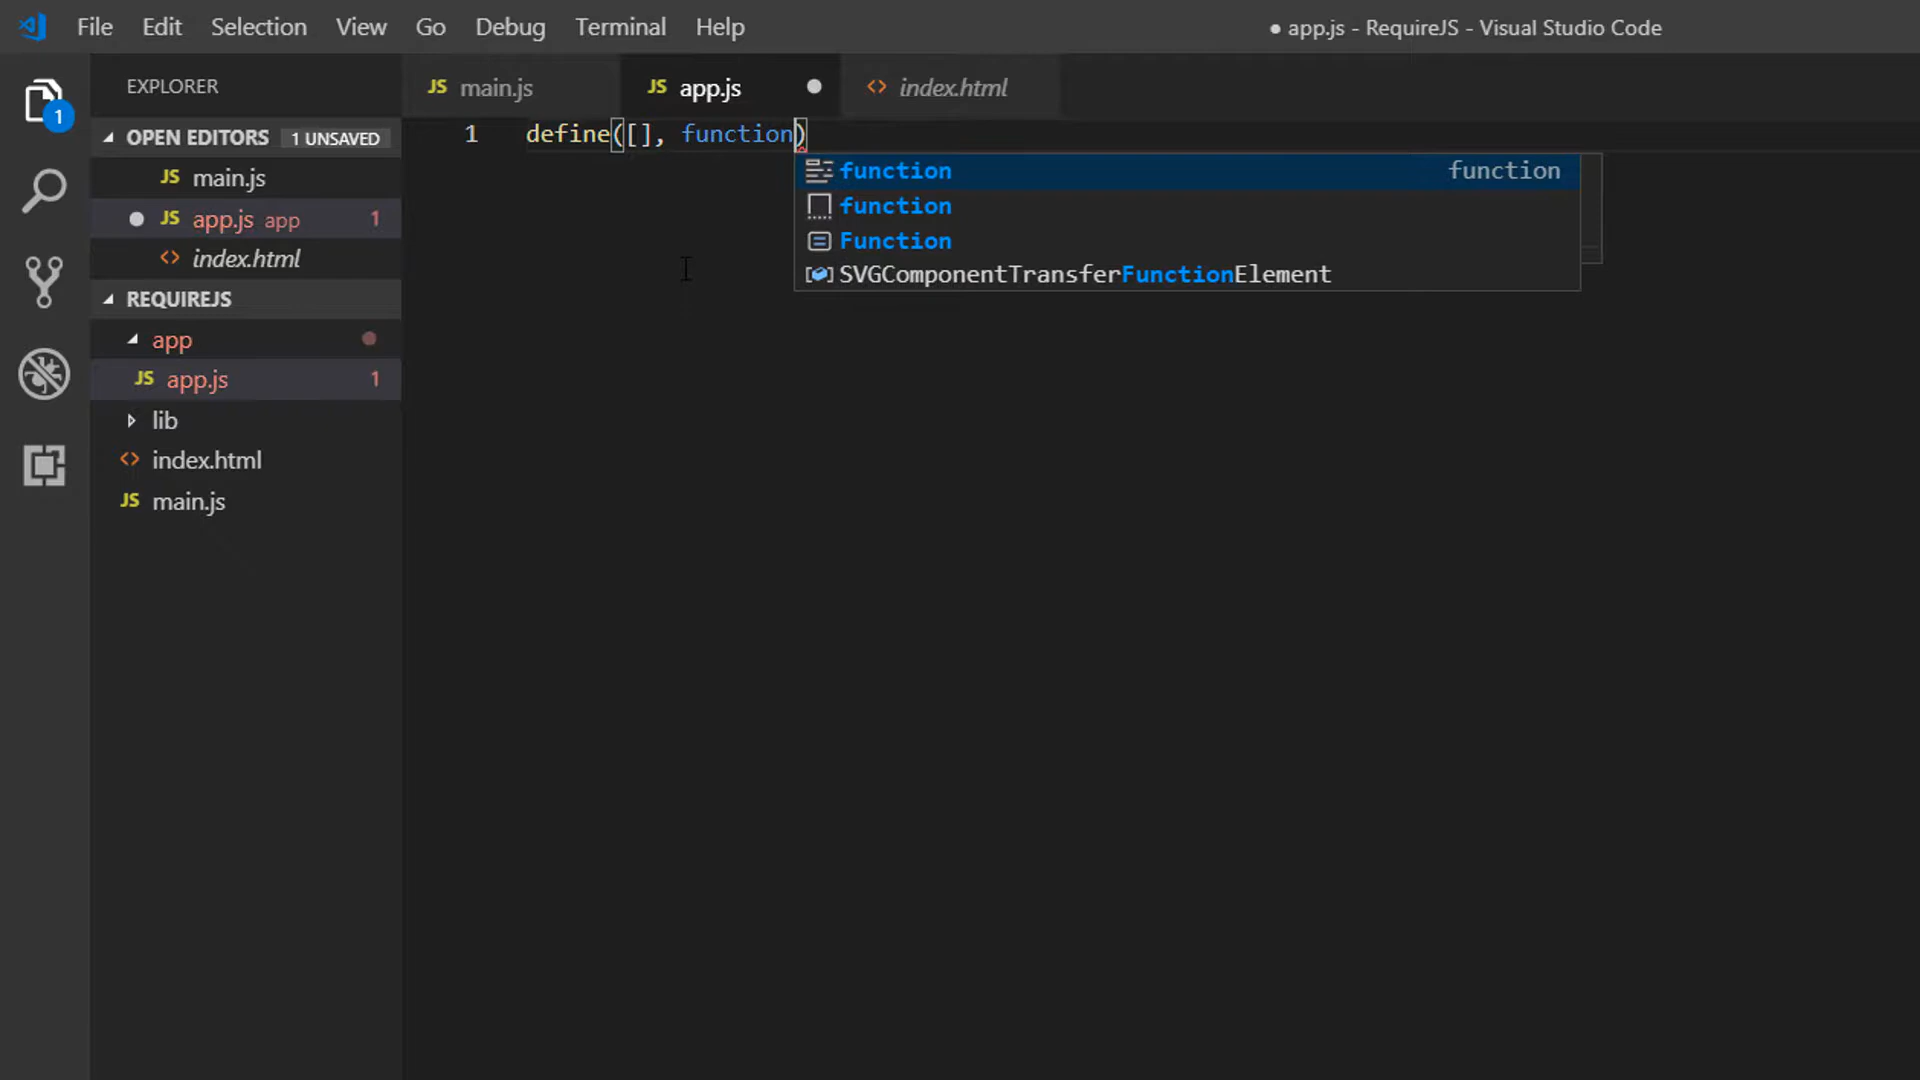 File Edit Selection View Go Debug Terminal Help
● app.js - RequireJS - Visual Studio Code
EXPLORER
JS main.js
JS app.js
<> index.html
OPEN EDITORS 1 UNSAVED
JS main.js
JS app.js app 1
<> index.html
REQUIREJS
app
JS app.js 1
lib
<> index.html
JS main.js
1
1 define([], function)
function function
function
Function
SVGComponentTransferFunctionElement